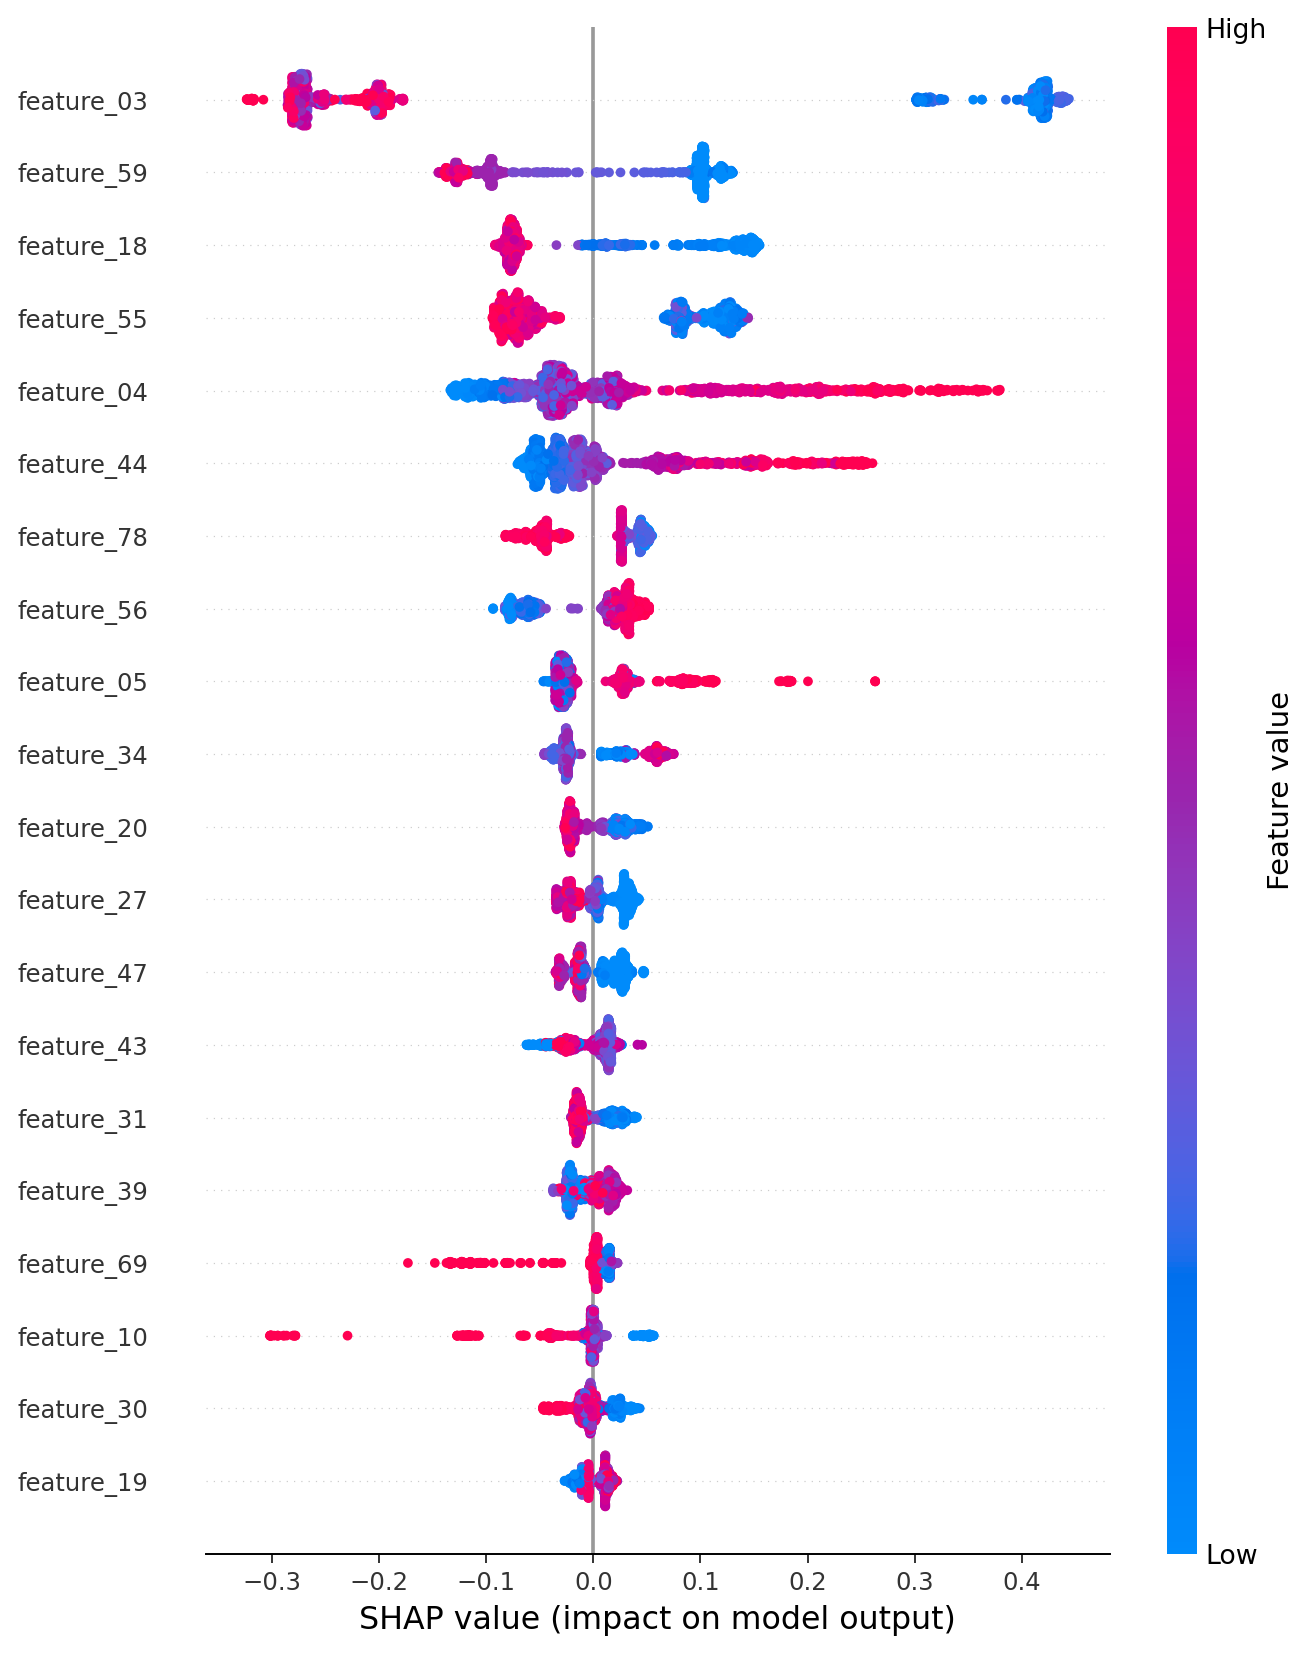 High
feature_03
feature_59
feature_18
feature_55
feature_04
feature_44
feature_78
feature_56
feature_05
feature_34
feature_20
feature_27
feature_47
feature_43
feature_31
feature_39
feature_69
feature_10
feature_30
feature_19
Feature value
Low
−0.3 −0.2 −0.1 0.0 0.1 0.2 0.3 0.4
SHAP value (impact on model output)